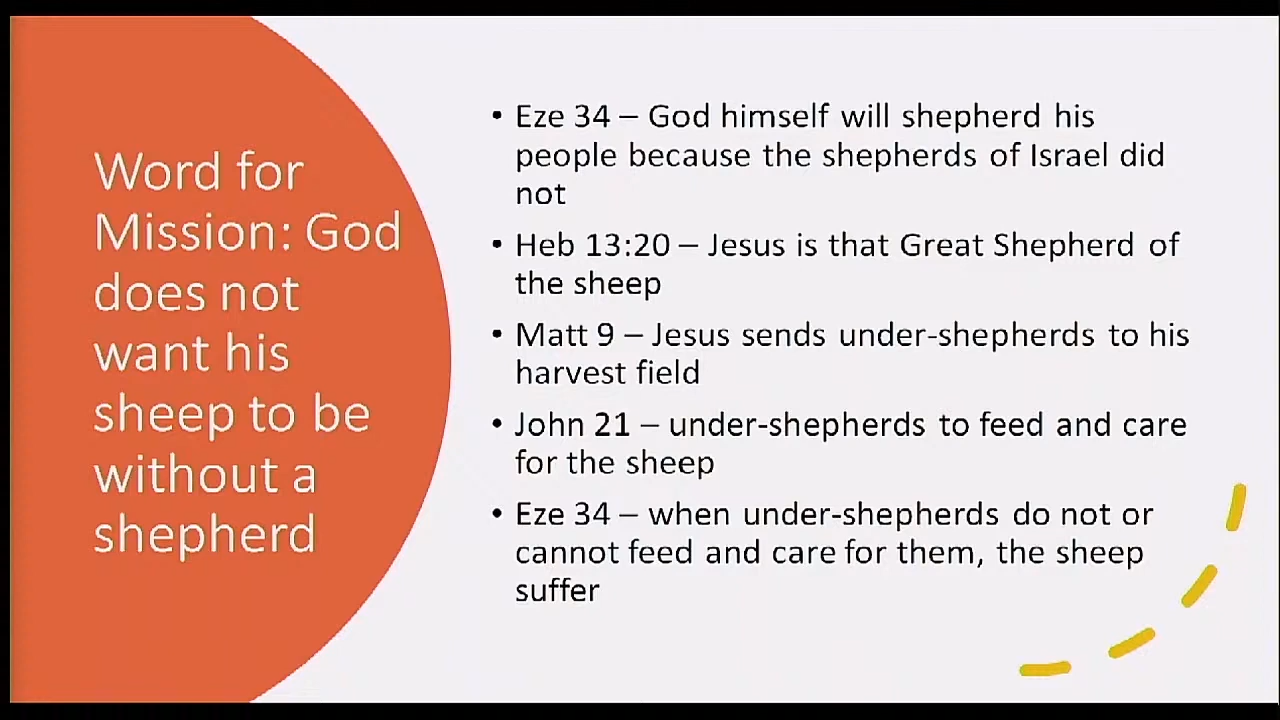 Word for
Mission: God
does not
want his
sheep to be
without a
shepherd
• Eze 34 – God himself will shepherd his
people because the shepherds of Israel did
not
• Heb 13:20 – Jesus is that Great Shepherd of
the sheep
• Matt 9 – Jesus sends under-shepherds to his
harvest field
• John 21 – under-shepherds to feed and care
for the sheep
• Eze 34 – when under-shepherds do not or
cannot feed and care for them, the sheep
suffer